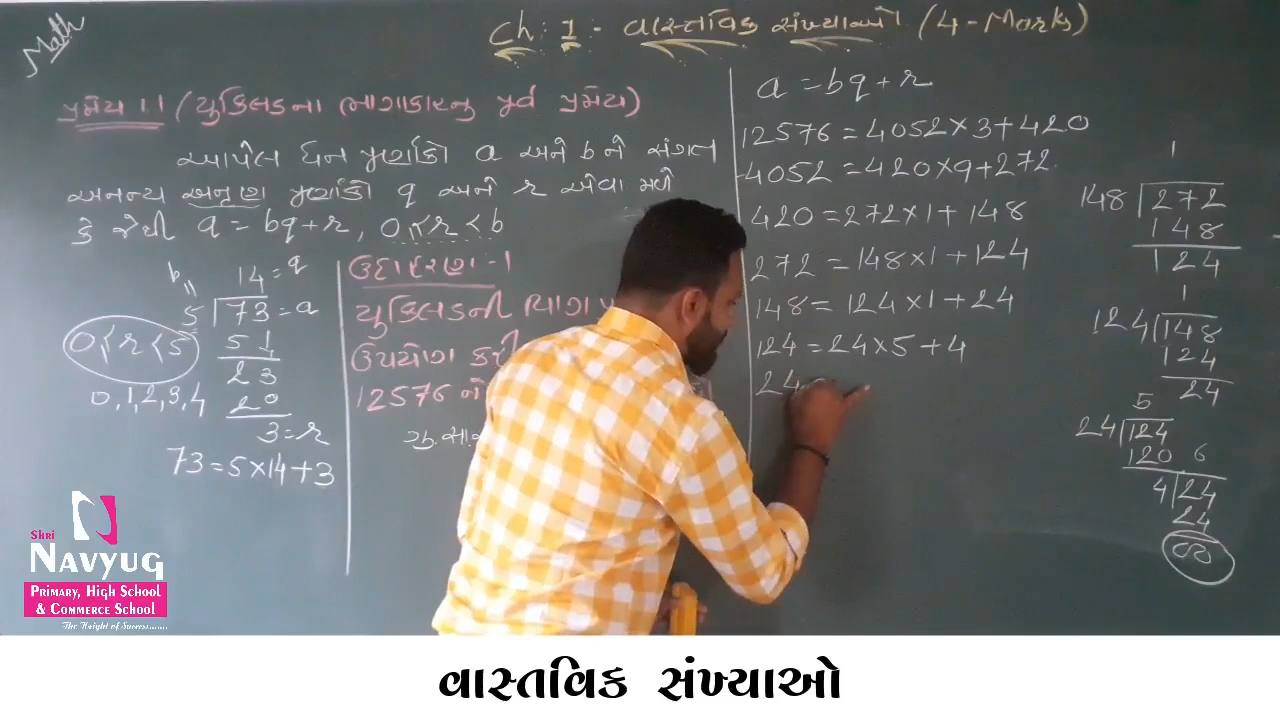 Math
Ch: 1 :- વાસ્તવિક સંખ્યાઓ (4-Marks)
પ્રમેય 1.1 (યુક્લિડના ભાગાકારનું પૂર્વ પ્રમેય)
આપેલ ધન પૂર્ણાંકો a અને b ને સંગત
અનન્ય અનૃણ પૂર્ણાંકો q અને r એવા મળે
કે જેથી a = bq + r, 0 ≤ r < b
b
14 = q
5 73 = a
0 ≤ r < 5
5
23
20
0, 1, 2, 3, 4
3 = r
73 = 5 × 14 + 3
ઉદાહરણ :- 1
યુક્લિડની ભાગ
ઉપયોગ કરી
12576 નો
ગુ.સા.
a = bq + r
12576 = 4052 × 3 + 420
4052 = 420 × 9 + 272
420 = 272 × 1 + 148
272 = 148 × 1 + 124
148 = 124 × 1 + 24
124 = 24 × 5 + 4
24
1
148 272
148
124
1
124 148
124
24
5
24 124
120 6
4 24
24
00
Shri
NAVYUG
PRIMARY, HIGH SCHOOL
& COMMERCE SCHOOL
The Height of Success.......
વાસ્તવિક સંખ્યાઓ